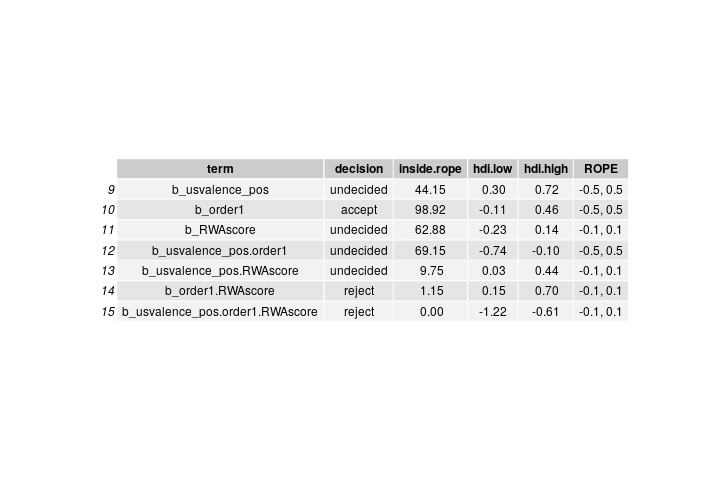 term decision inside.rope hdi.low hdi.high ROPE
9 b_usvalence_pos undecided 44.15 0.30 0.72 -0.5, 0.5
10 b_order1 accept 98.92 -0.11 0.46 -0.5, 0.5
11 b_RWAscore undecided 62.88 -0.23 0.14 -0.1, 0.1
12 b_usvalence_pos.order1 undecided 69.15 -0.74 -0.10 -0.5, 0.5
13 b_usvalence_pos.RWAscore undecided 9.75 0.03 0.44 -0.1, 0.1
14 b_order1.RWAscore reject 1.15 0.15 0.70 -0.1, 0.1
15 b_usvalence_pos.order1.RWAscore reject 0.00 -1.22 -0.61 -0.1, 0.1